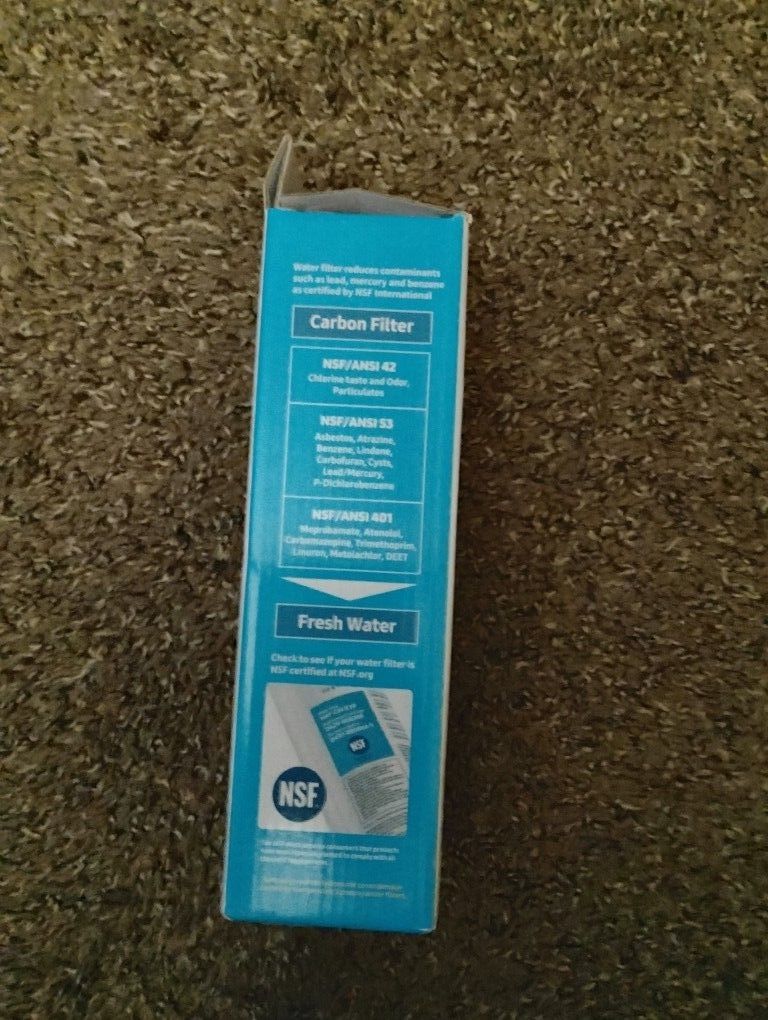 Water filter reduces contaminants
such as lead, mercury and benzene
as certified by NSF International
Carbon Filter
NSF/ANSI 42
Chlorine taste and Odor,
Particulates
NSF/ANSI 53
Asbestos, Atrazine,
Benzene, Lindane,
Carbofuran, Cysts,
Lead/Mercury,
P-Dichlorobenzene
NSF/ANSI 401
Meprobamate, Atenolol,
Carbamazepine, Trimethoprim,
Linuron, Metolachlor, DEET
Fresh Water
Check to see if your water filter is
NSF certified at NSF.org
NSF
NSF